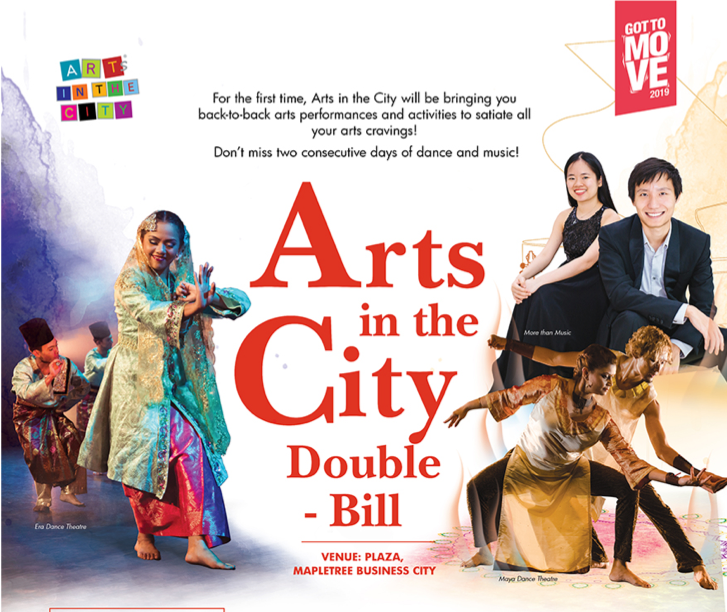 ART
IN THE
CITY
GOT TO
MO
VE
2019
For the first time, Arts in the City will be bringing you
back-to-back arts performances and activities to satiate all
your arts cravings!
Don't miss two consecutive days of dance and music!
Arts
in the
City
Double
- Bill
VENUE: PLAZA,
MAPLETREE BUSINESS CITY
More than Music
Era Dance Theatre
Maya Dance Theatre